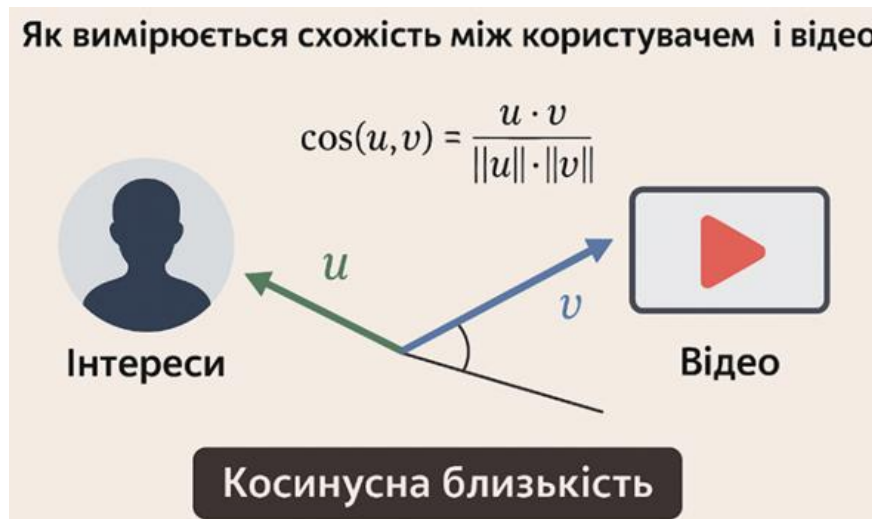 Як вимірюється схожість між користувачем і відео
cos(u, v) = u · v / ||u|| · ||v||
u
v
Інтереси
Відео
Косинусна близькість